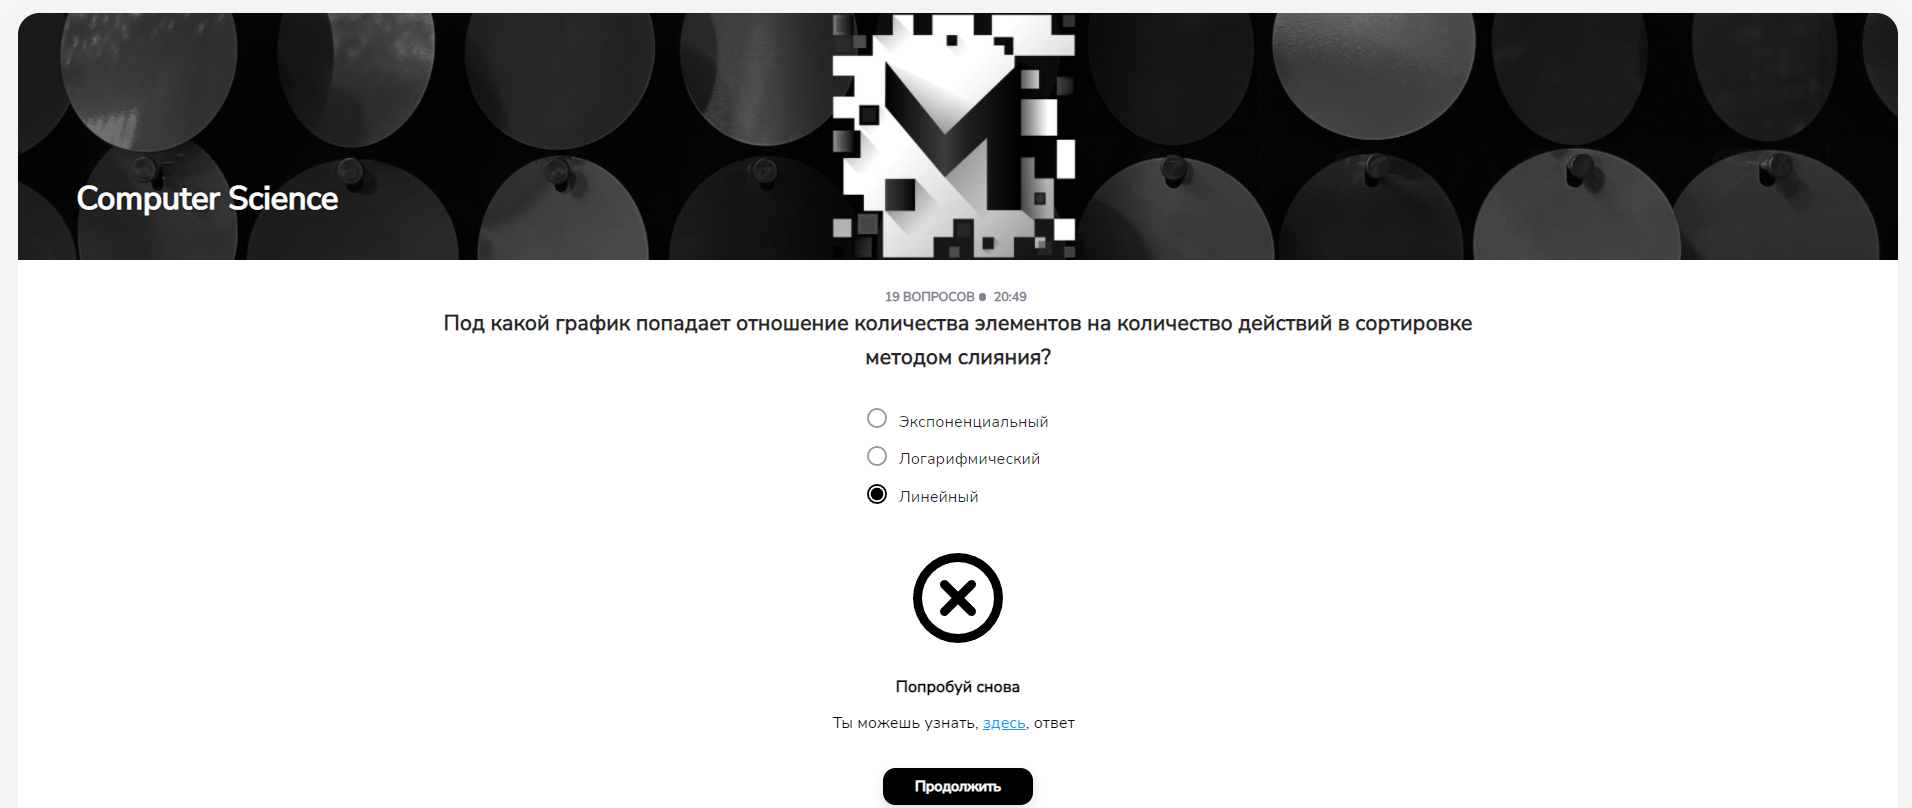 Computer Science
19 ВОПРОСОВ ● 20:49
Под какой график попадает отношение количества элементов на количество действий в сортировке
методом слияния?
Экспоненциальный
Логарифмический
Линейный
Попробуй снова
Ты можешь узнать, здесь, ответ
Продолжить